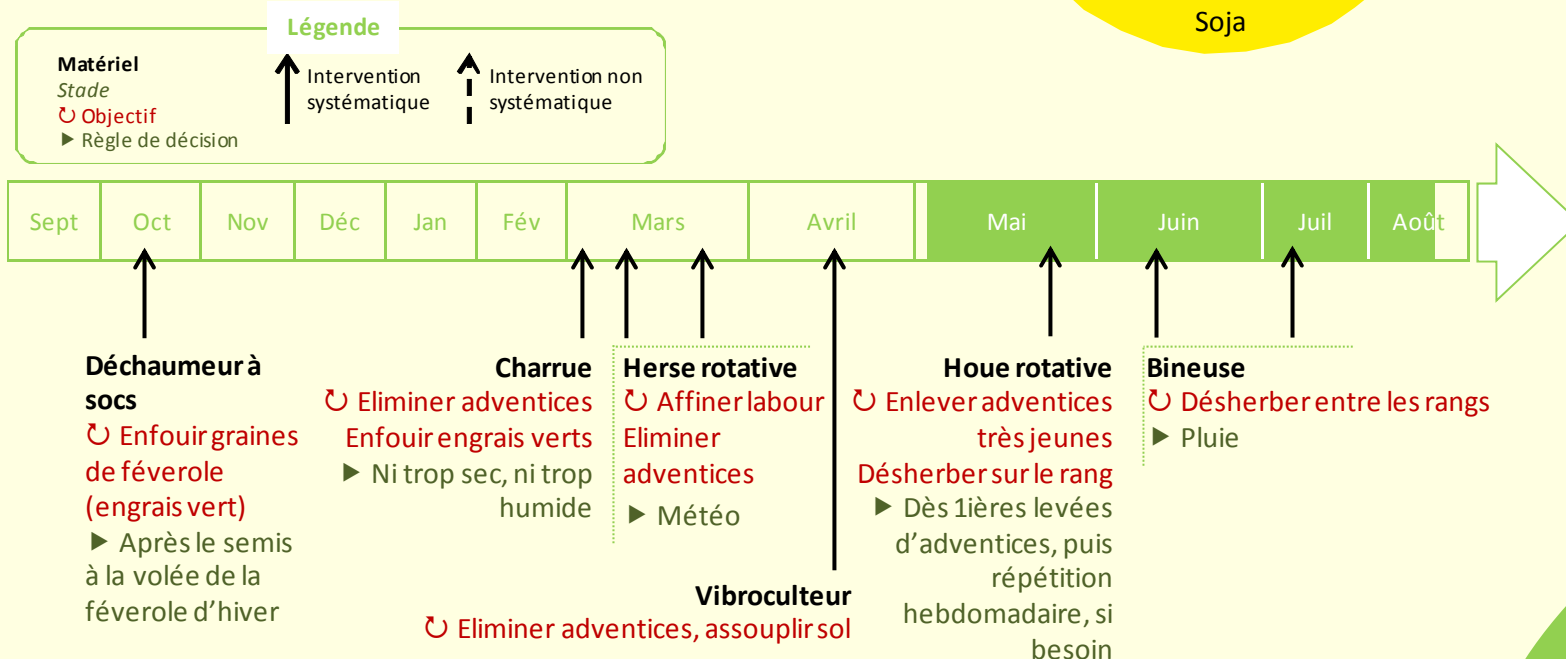 Soja
Légende
Matériel
Stade
↻ Objectif
► Règle de décision
Intervention
systématique
Intervention non
systématique
Sept
Oct
Nov
Déc
Jan
Fév
Mars
Avril
Mai
Juin
Juil
Août
Déchaumeur à
socs
↻ Enfouir graines
de féverole
(engrais vert)
► Après le semis
à la volée de la
féverole d’hiver
Charrue
↻ Eliminer adventices
Enfouir engrais verts
► Ni trop sec, ni trop
humide
Herse rotative
↻ Affiner labour
Eliminer
adventices
► Météo
Vibroculteur
↻ Eliminer adventices, assouplir sol
Houe rotative
↻ Enlever adventices
très jeunes
Désherber sur le rang
► Dès 1ières levées
d’adventices, puis
répétition
hebdomadaire, si
besoin
Bineuse
↻ Désherber entre les rangs
► Pluie